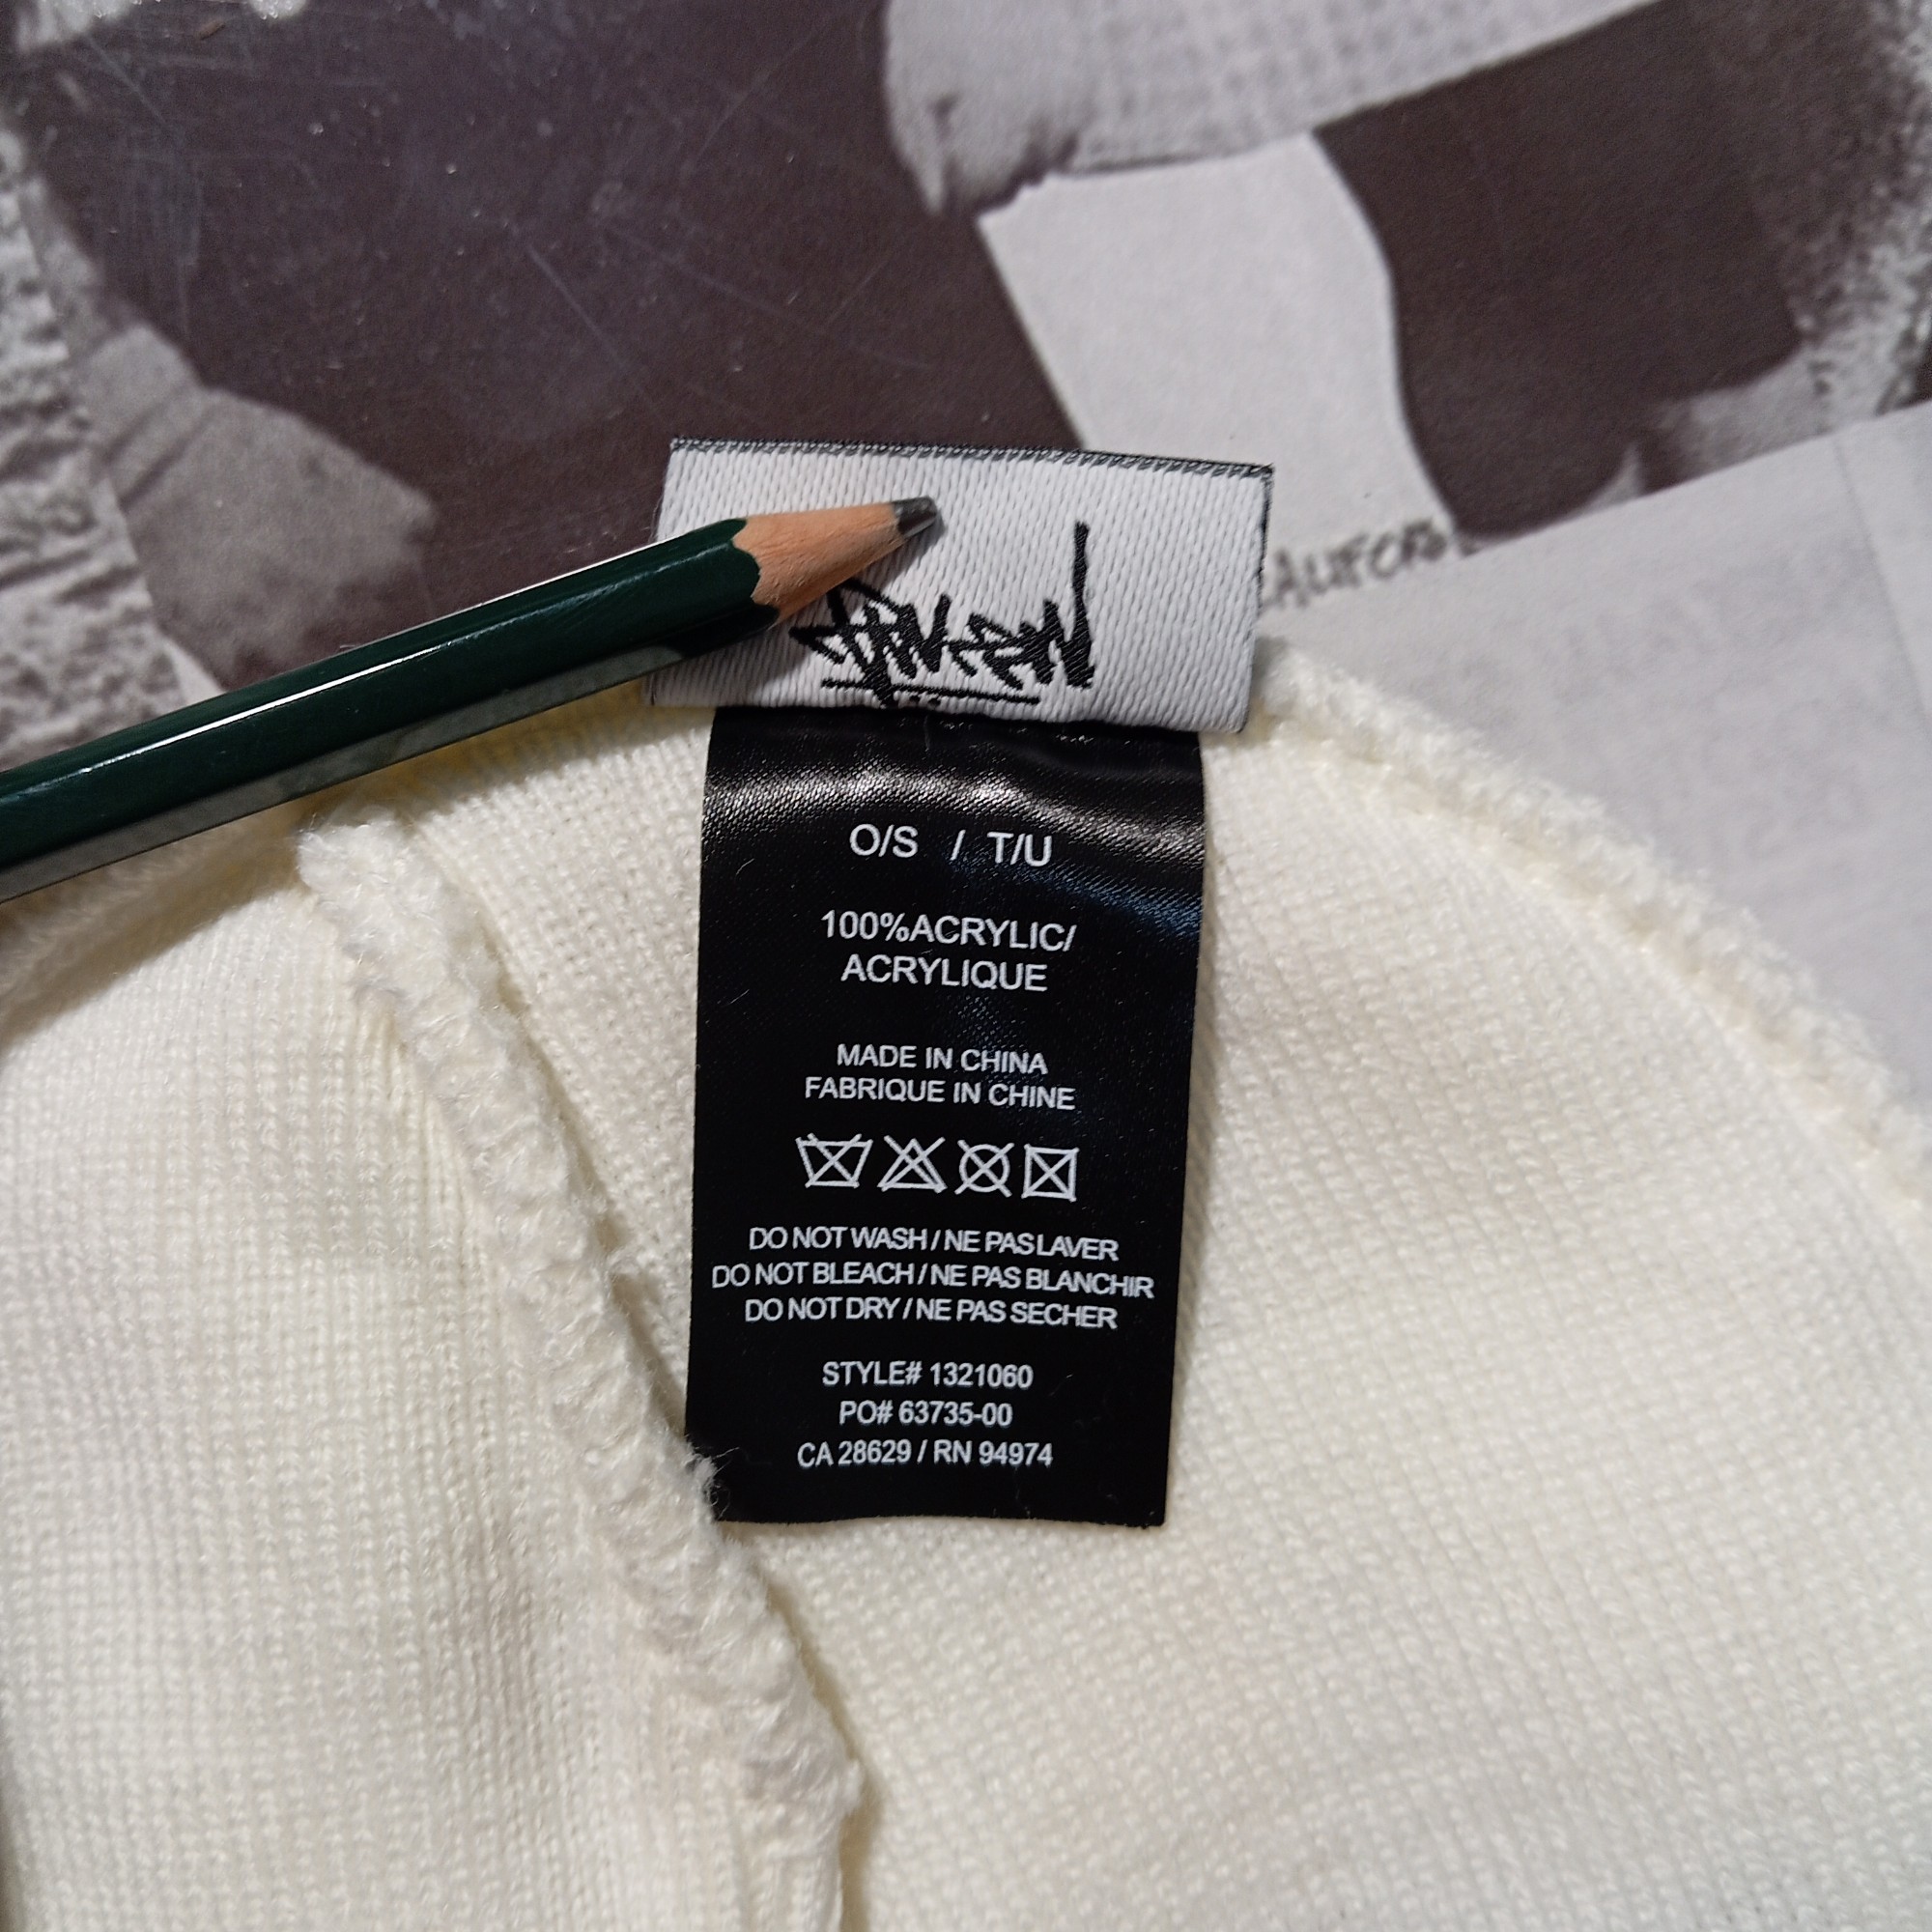 O/S / T/U
100%ACRYLIC/
ACRYLIQUE
MADE IN CHINA
FABRIQUE IN CHINE
DO NOT WASH / NE PAS LAVER
DO NOT BLEACH / NE PAS BLANCHIR
DO NOT DRY / NE PAS SECHER
STYLE# 1321060
PO# 63735-00
CA 28629 / RN 94974